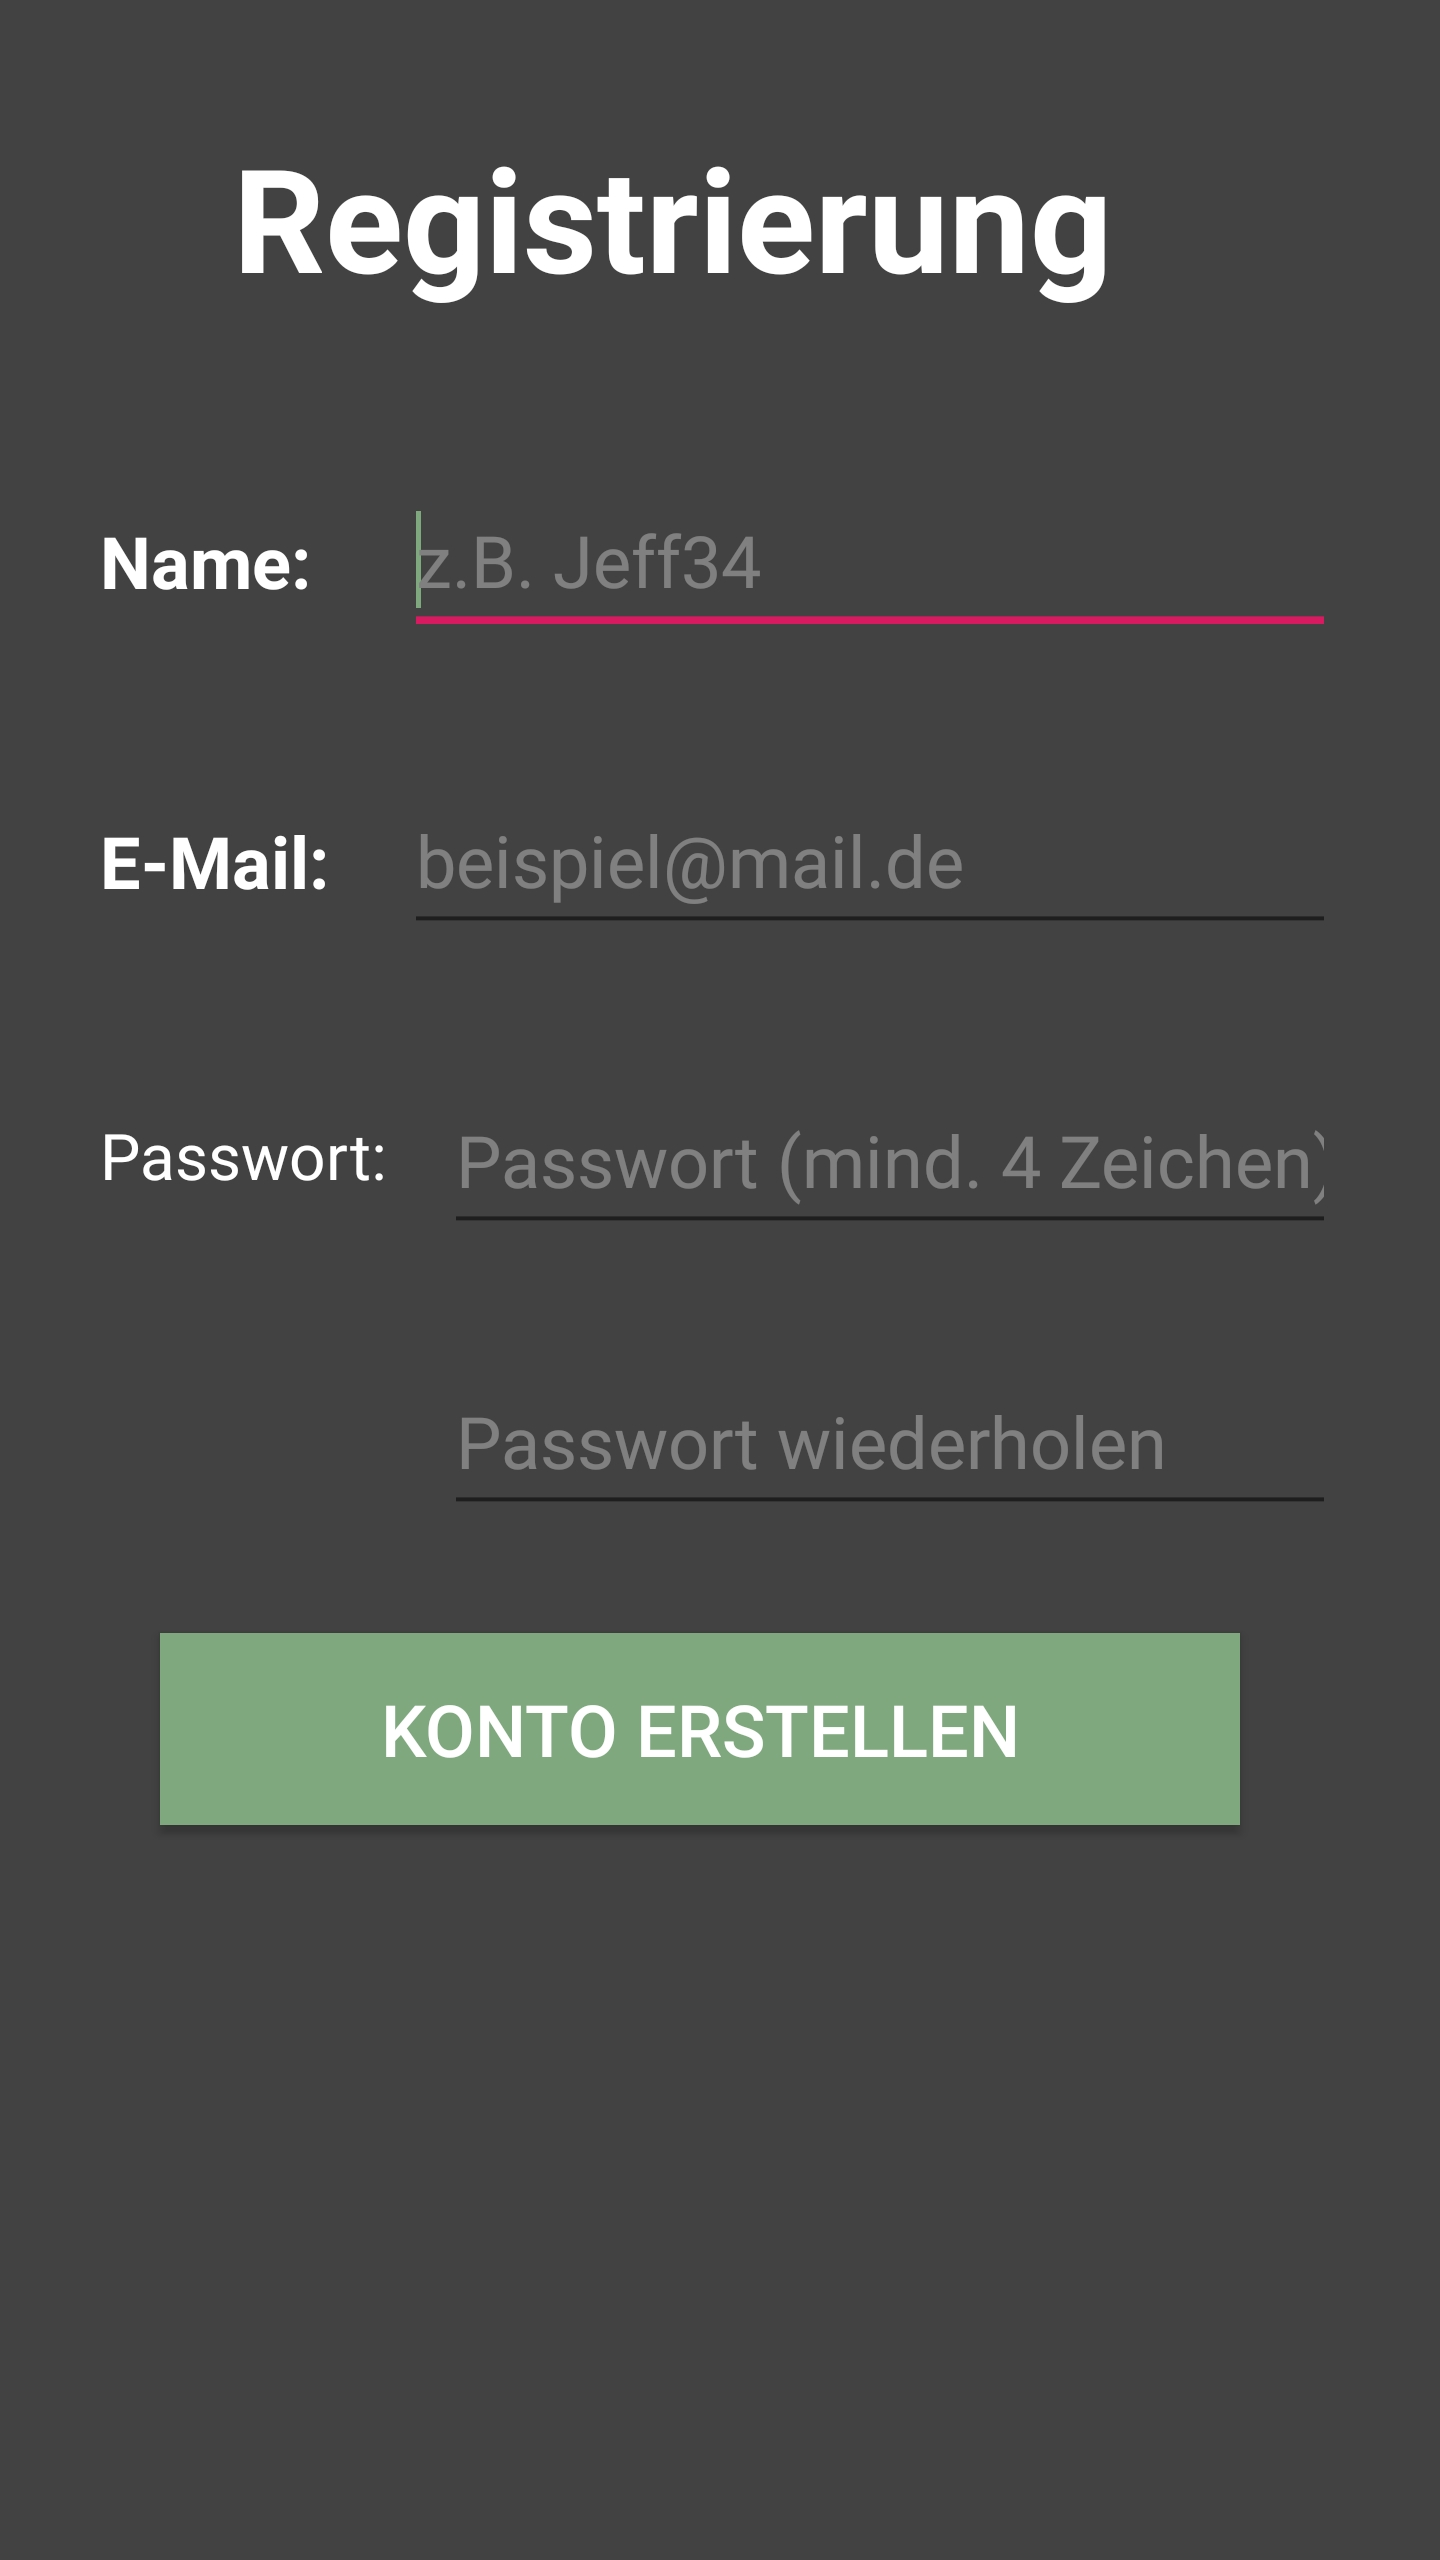 Registrierung
Name: z.B. Jeff34
E-Mail: beispiel@mail.de
Passwort: Passwort (mind. 4 Zeichen)
Passwort wiederholen
KONTO ERSTELLEN